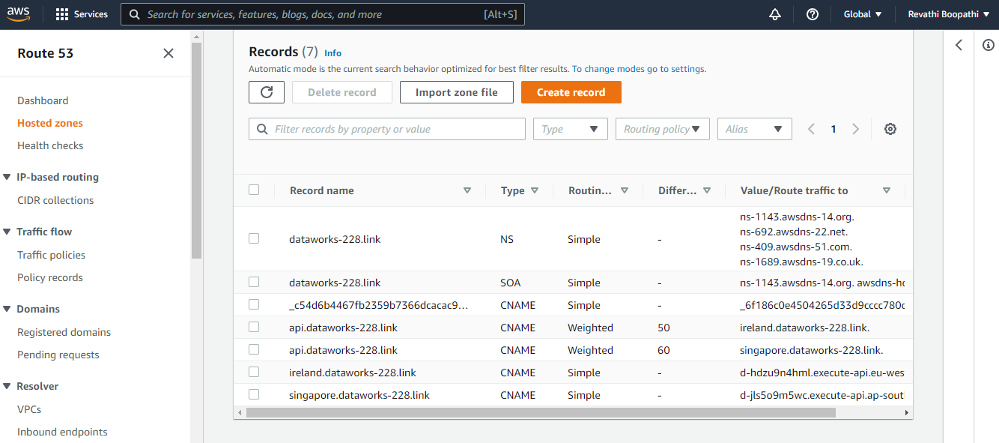 aws
Services
Search for services, features, blogs, docs, and more [Alt+S]
Global
Revathi Boopathi
Route 53
Dashboard
Hosted zones
Health checks
IP-based routing
CIDR collections
Traffic flow
Traffic policies
Policy records
Domains
Registered domains
Pending requests
Resolver
VPCs
Inbound endpoints
Records (7) Info
Automatic mode is the current search behavior optimized for best filter results. To change modes go to settings.
Delete record
Import zone file
Create record
Filter records by property or value
Type
Routing policy
Alias
1
Record name Type Routin... Differ... Value/Route traffic to
dataworks-228.link NS Simple - ns-1143.awsdns-14.org.
ns-692.awsdns-22.net.
ns-409.awsdns-51.com.
ns-1689.awsdns-19.co.uk.
dataworks-228.link SOA Simple - ns-1143.awsdns-14.org. awsdns-ho
_c54d6b4467fb2359b7366dcacac9... CNAME Simple - _6f186c0e4504265d33d9cccc780c
api.dataworks-228.link CNAME Weighted 50 ireland.dataworks-228.link.
api.dataworks-228.link CNAME Weighted 60 singapore.dataworks-228.link.
ireland.dataworks-228.link CNAME Simple - d-hdzu9n4hml.execute-api.eu-wes
singapore.dataworks-228.link CNAME Simple - d-jls5o9m5wc.execute-api.ap-sout